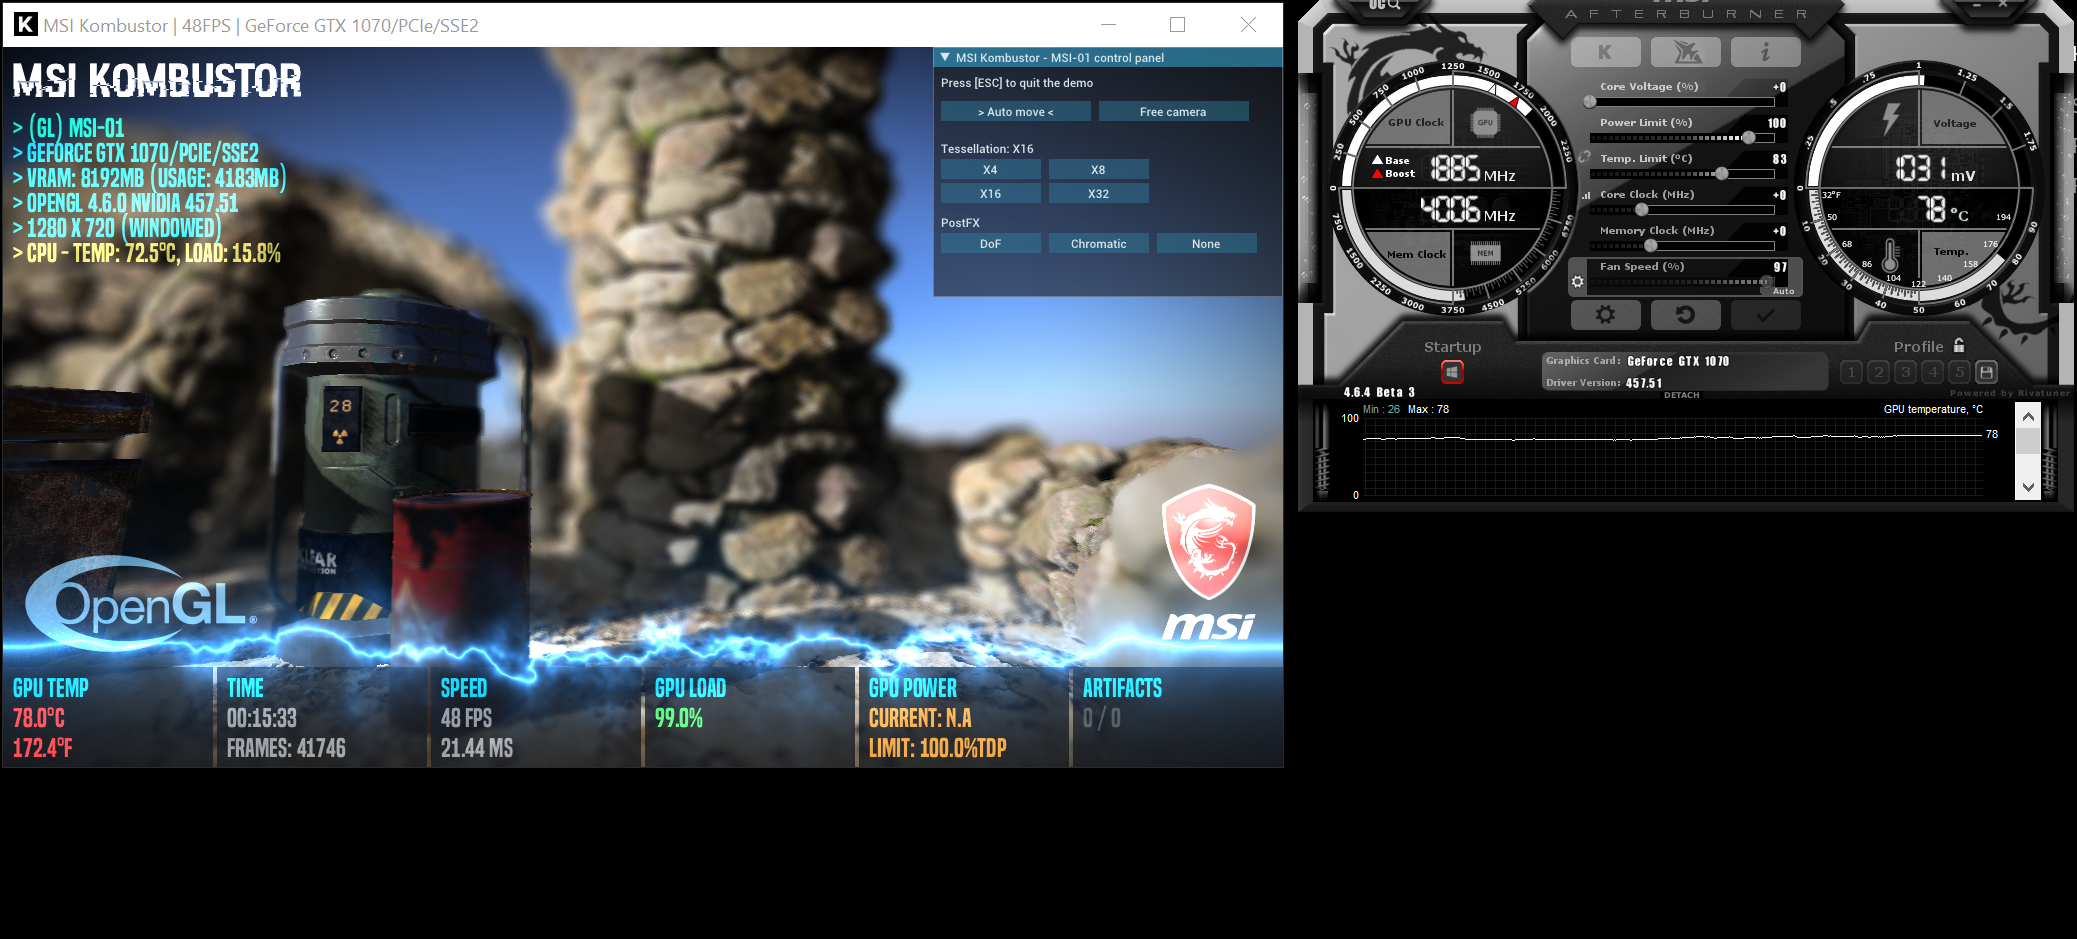 MSI Kombustor | 48FPS | GeForce GTX 1070/PCIe/SSE2
MSI KOMBUSTOR
> (GL) MSI-01
> GEFORCE GTX 1070/PCIE/SSE2
> VRAM: 8192MB (USAGE: 4183MB)
> OPENGL 4.6.0 NVIDIA 457.51
> 1280 X 720 (WINDOWED)
> CPU - TEMP: 72.5°C, LOAD: 15.8%
MSI Kombustor - MSI-01 control panel
Press [ESC] to quit the demo
> Auto move < Free camera
Tessellation: X16
X4 X8
X16 X32
PostFX
DoF Chromatic None
28
OpenGL®
msi
GPU TEMP
78.0°C
172.4°F
TIME
00:15:33
FRAMES: 41746
SPEED
48 FPS
21.44 MS
GPU LOAD
99.0%
GPU POWER
CURRENT: N.A
LIMIT: 100.0%TDP
ARTIFACTS
0 / 0
OC
AFTERBURNER
K i
0 250 500 750 1000 1250 1500 1750 2000 2250
GPU Clock GPU
Base
Boost
1885 MHz
4006 MHz
Mem Clock MEM
0 750 1500 2250 3000 3750 4500 5250 6000 6750
Core Voltage (%) +0
Power Limit (%) 100
Temp. Limit (°C) 83
Core Clock (MHz) +0
Memory Clock (MHz) +0
Fan Speed (%) 97
Auto
0 .25 .5 .75 1 1.25 1.5 1.75
Voltage
1031 mV
78 °C
Temp.
32°F 50 68 86 104 122 140 158 176 194
10 20 30 40 50 60 70 80 90
Startup
Graphics Card: GeForce GTX 1070
Driver Version: 457.51
DETACH
Profile
1 2 3 4 5
4.6.4 Beta 3
Powered by Rivatuner
Min : 26 Max : 78
GPU temperature, °C
100
78
0